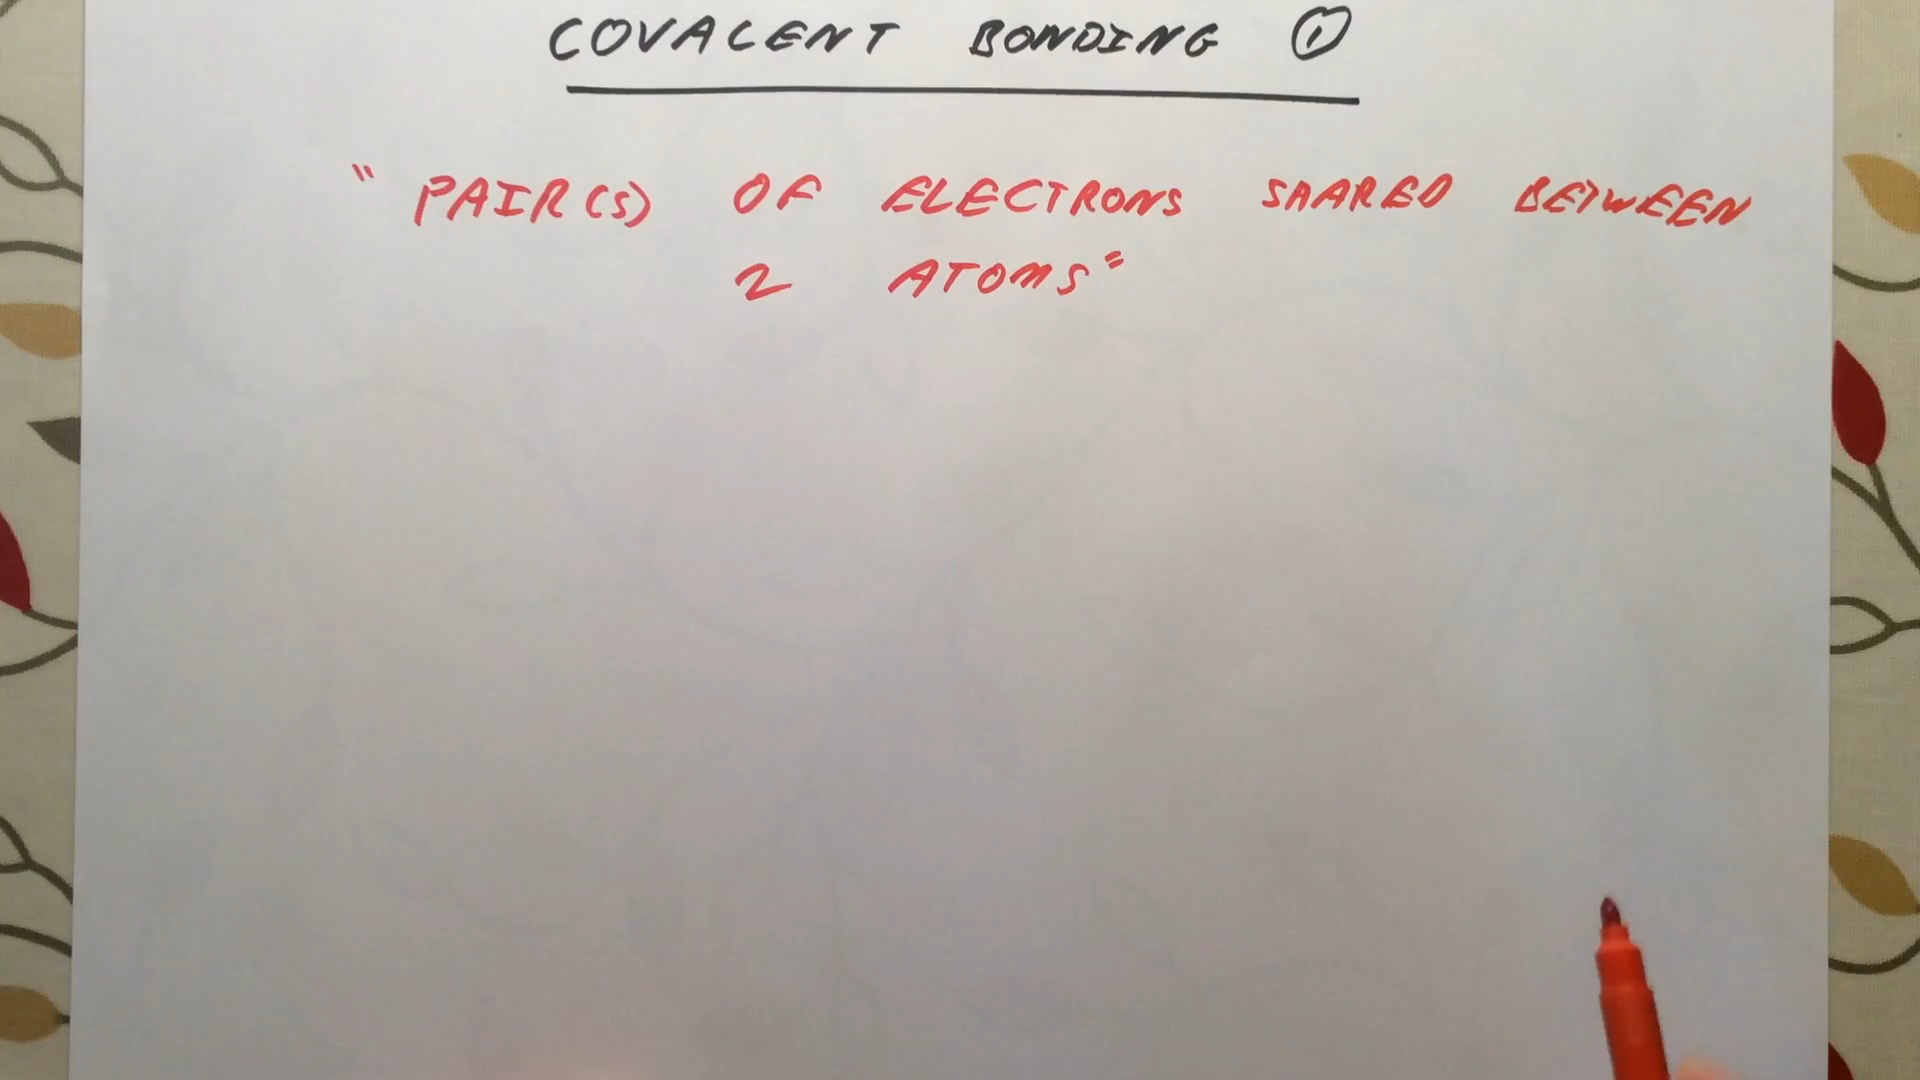 COVALENT BONDING ①
"PAIR(S) OF ELECTRONS SHARED BETWEEN
2 ATOMS"